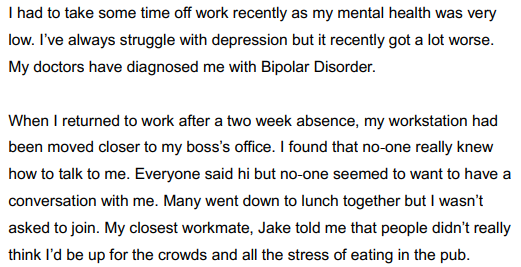 I had to take some time off work recently as my mental health was very
low. I've always struggle with depression but it recently got a lot worse.
My doctors have diagnosed me with Bipolar Disorder.
When I returned to work after a two week absence, my workstation had
been moved closer to my boss's office. I found that no-one really knew
how to talk to me. Everyone said hi but no-one seemed to want to have a
conversation with me. Many went down to lunch together but I wasn't
asked to join. My closest workmate, Jake told me that people didn't really
think I'd be up for the crowds and all the stress of eating in the pub.